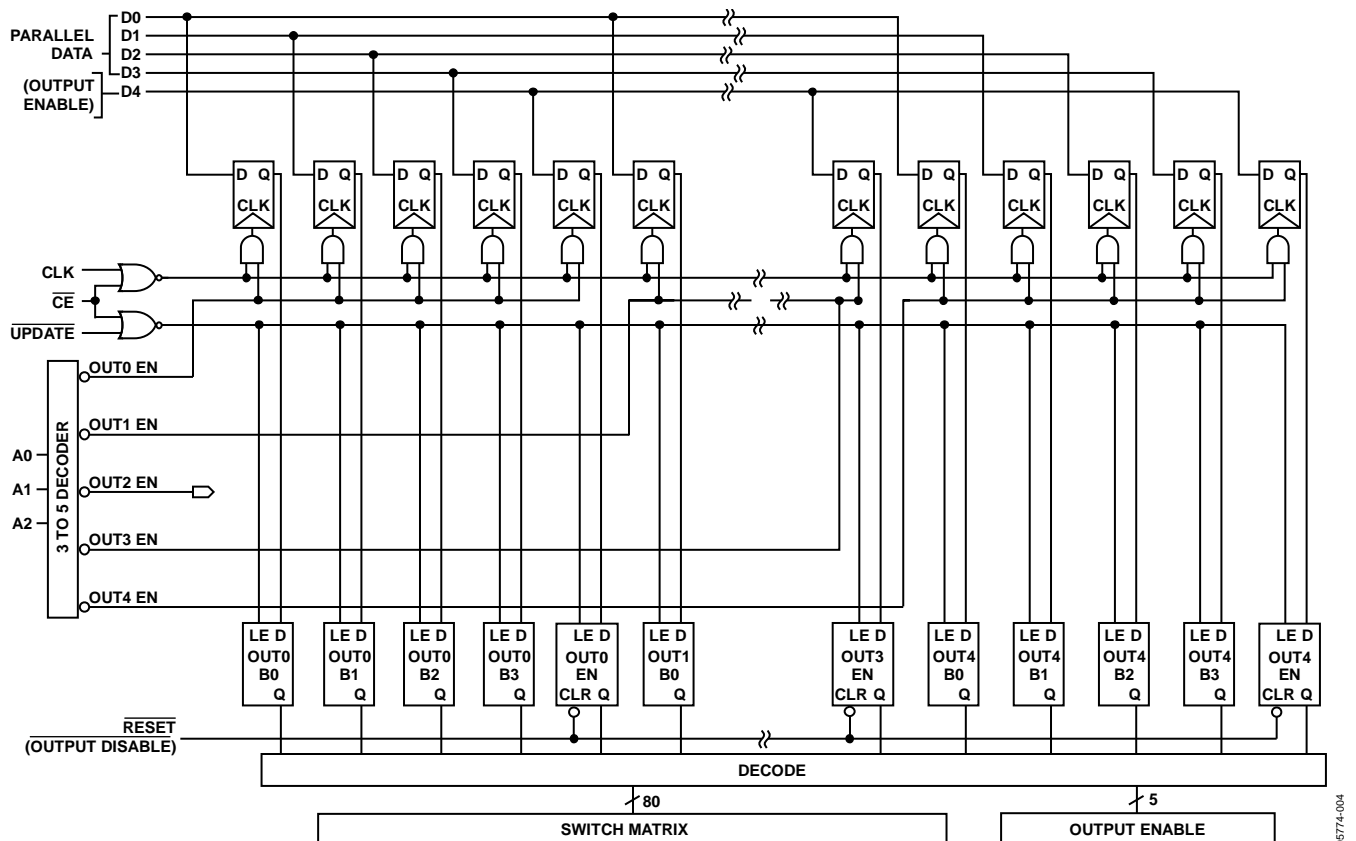 PARALLEL
DATA
D0
D1
D2
D3
(OUTPUT
ENABLE)
D4
D Q
CLK
D Q
CLK
D Q
CLK
D Q
CLK
D Q
CLK
D Q
CLK
D Q
CLK
D Q
CLK
D Q
CLK
D Q
CLK
D Q
CLK
D Q
CLK
CLK
CE
UPDATE
3 TO 5 DECODER
A0
A1
A2
OUT0 EN
OUT1 EN
OUT2 EN
OUT3 EN
OUT4 EN
LE D
OUT0
B0
Q
LE D
OUT0
B1
Q
LE D
OUT0
B2
Q
LE D
OUT0
B3
Q
LE D
OUT0
EN
CLR Q
LE D
OUT1
B0
Q
LE D
OUT3
EN
CLR Q
LE D
OUT4
B0
Q
LE D
OUT4
B1
Q
LE D
OUT4
B2
Q
LE D
OUT4
B3
Q
LE D
OUT4
EN
CLR Q
RESET
(OUTPUT DISABLE)
DECODE
80
5
SWITCH MATRIX
OUTPUT ENABLE